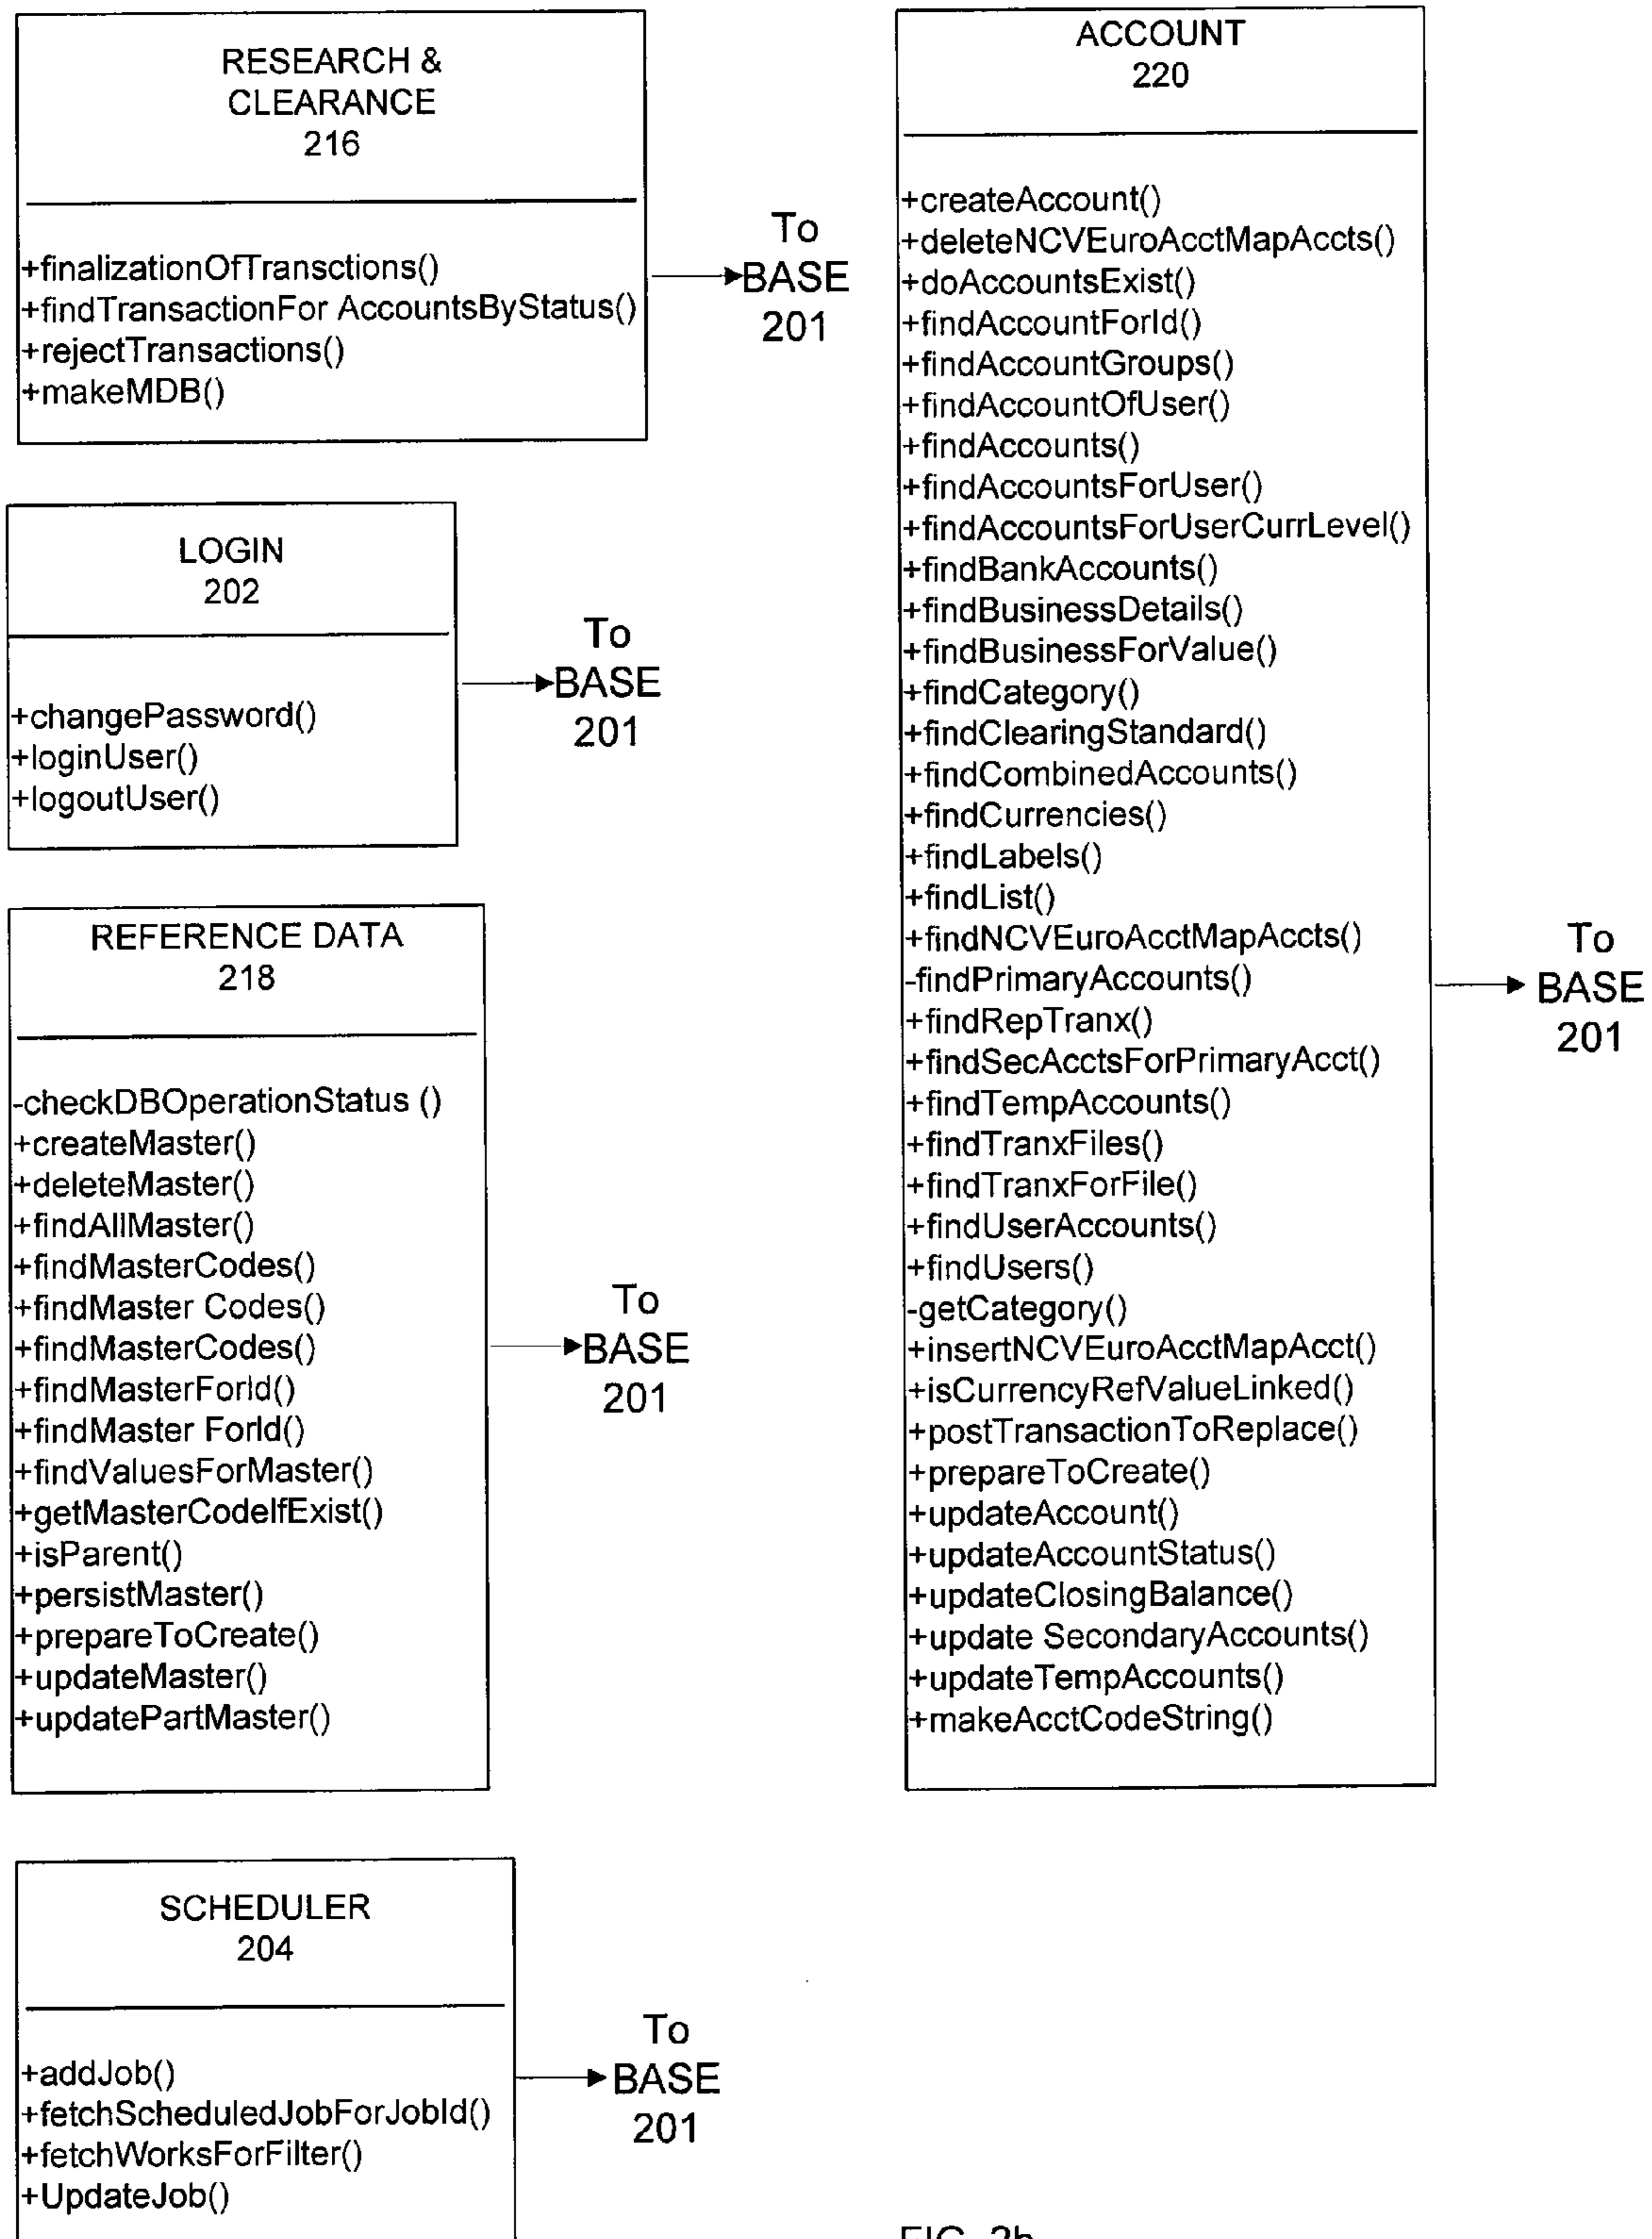 RESEARCH &
CLEARANCE
216
+finalizationOfTransctions()
+findTransactionFor AccountsByStatus()
+rejectTransactions()
+makeMDB()
To
BASE
201
LOGIN
202
+changePassword()
+loginUser()
+logoutUser()
To
BASE
201
REFERENCE DATA
218
-checkDBOperationStatus ()
+createMaster()
+deleteMaster()
+findAllMaster()
+findMasterCodes()
+findMaster Codes()
+findMasterCodes()
+findMasterForId()
+findMaster ForId()
+findValuesForMaster()
+getMasterCodeIfExist()
+isParent()
+persistMaster()
+prepareToCreate()
+updateMaster()
+updatePartMaster()
To
BASE
201
SCHEDULER
204
+addJob()
+fetchScheduledJobForJobId()
+fetchWorksForFilter()
+UpdateJob()
To
BASE
201
ACCOUNT
220
+createAccount()
+deleteNCVEuroAcctMapAccts()
+doAccountsExist()
+findAccountForId()
+findAccountGroups()
+findAccountOfUser()
+findAccounts()
+findAccountsForUser()
+findAccountsForUserCurrLevel()
+findBankAccounts()
+findBusinessDetails()
+findBusinessForValue()
+findCategory()
+findClearingStandard()
+findCombinedAccounts()
+findCurrencies()
+findLabels()
+findList()
+findNCVEuroAcctMapAccts()
-findPrimaryAccounts()
+findRepTranx()
+findSecAcctsForPrimaryAcct()
+findTempAccounts()
+findTranxFiles()
+findTranxForFile()
+findUserAccounts()
+findUsers()
-getCategory()
+insertNCVEuroAcctMapAcct()
+isCurrencyRefValueLinked()
+postTransactionToReplace()
+prepareToCreate()
+updateAccount()
+updateAccountStatus()
+updateClosingBalance()
+update SecondaryAccounts()
+updateTempAccounts()
+makeAcctCodeString()
To
BASE
201
FIG. 2b